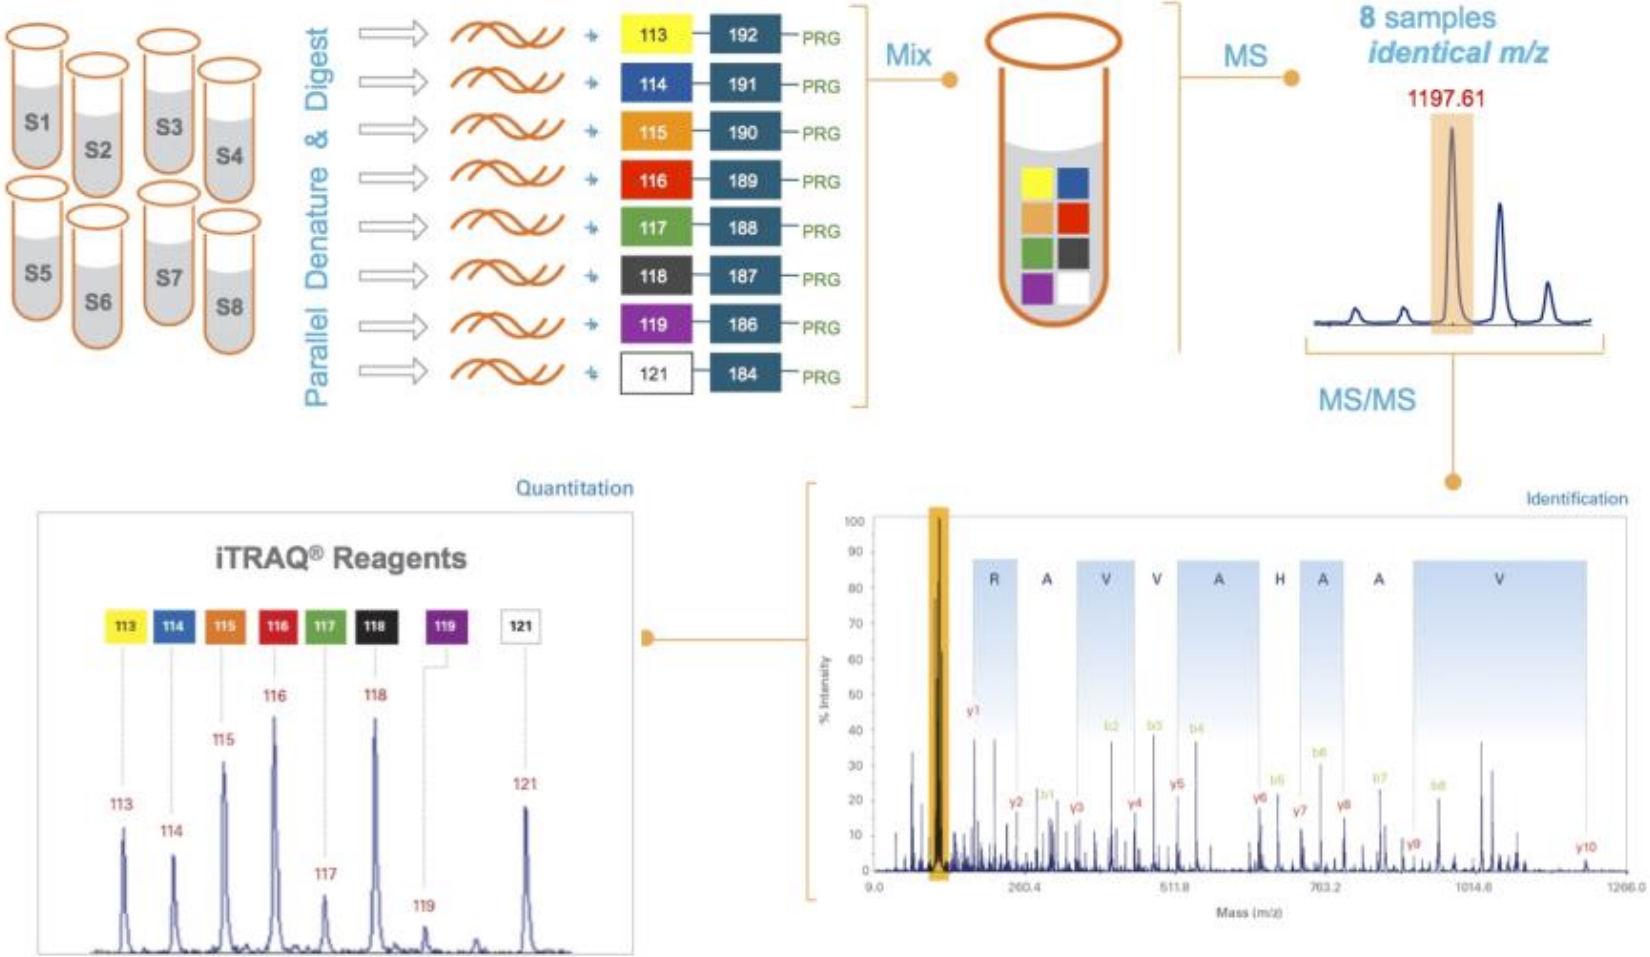 S1
S2
S3
S4
S5
S6
S7
S8
Parallel Denature & Digest
+ 113 192 PRG
+ 114 191 PRG
+ 115 190 PRG
+ 116 189 PRG
+ 117 188 PRG
+ 118 187 PRG
+ 119 186 PRG
+ 121 184 PRG
Mix
MS
8 samples
identical m/z
1197.61
MS/MS
Quantitation
iTRAQ® Reagents
113 114 115 116 117 118 119 121
113
114
115
116
117
118
119
121
Identification
% Intensity
100
90
80
70
60
50
40
30
20
10
0
R A V V A H A A V
y1
y2
b1
y3
b2
y4
b3
y5
b4
y6
b5
y7
b6
y8
b7
y9
b8
y10
9.0 260.4 511.8 763.2 1014.6 1266.0
Mass (m/z)